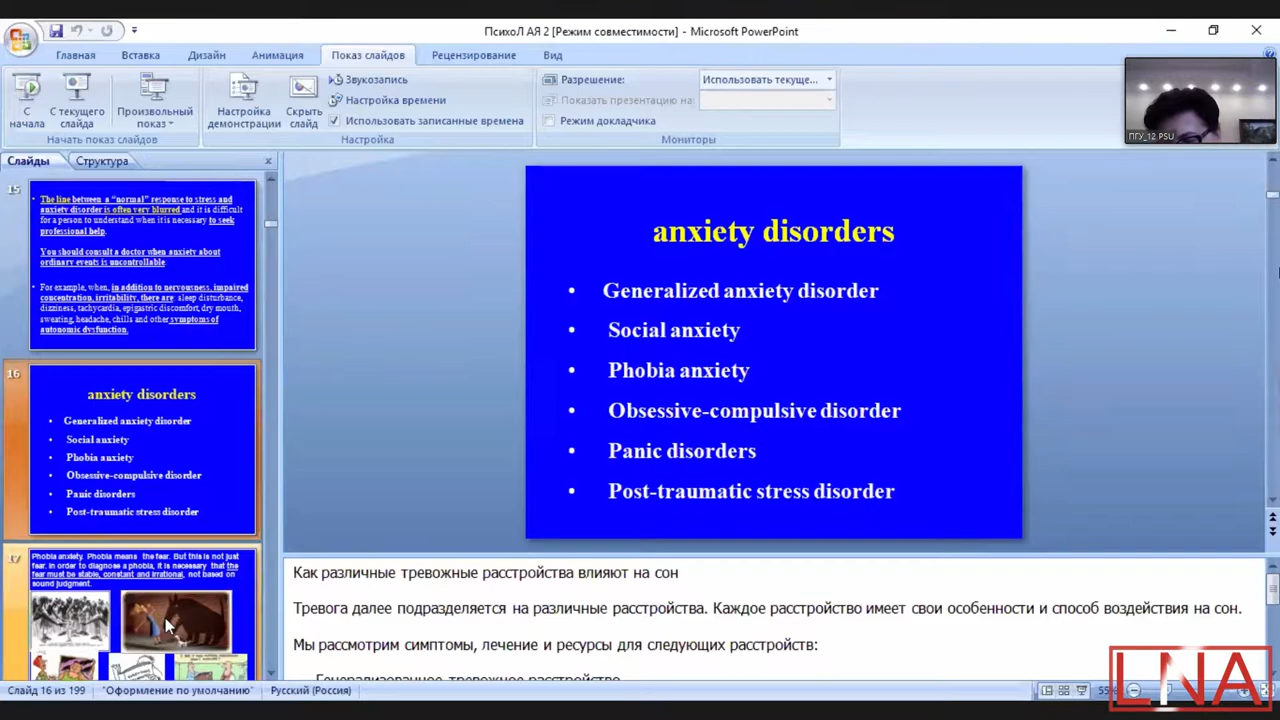 ПсихоЛ АЯ 2 [Режим совместимости] - Microsoft PowerPoint
Главная Вставка Дизайн Анимация Показ слайдов Рецензирование Вид
С начала
С текущего слайда
Произвольный показ
Начать показ слайдов
Настройка демонстрации
Скрыть слайд
Звукозапись
Настройка времени
Использовать записанные времена
Настройка
Разрешение: Использовать текуще...
Показать презентацию на:
Режим докладчика
Мониторы
ПГУ_12 PSU
Слайды Структура
15
• The line between a “normal” response to stress and
anxiety disorder is often very blurred and it is difficult
for a person to understand when it is necessary to seek
professional help.
You should consult a doctor when anxiety about
ordinary events is uncontrollable
• For example, when, in addition to nervousness, impaired
concentration, irritability, there are: sleep disturbance,
dizziness, tachycardia, epigastric discomfort, dry mouth,
sweating, headache, chills and other symptoms of
autonomic dysfunction.
16
anxiety disorders
• Generalized anxiety disorder
• Social anxiety
• Phobia anxiety
• Obsessive-compulsive disorder
• Panic disorders
• Post-traumatic stress disorder
17
Phobia anxiety. Phobia means the fear. But this is not just
fear. In order to diagnose a phobia, it is necessary that the
fear must be stable, constant and irrational, not based on
sound judgment.
anxiety disorders
• Generalized anxiety disorder
• Social anxiety
• Phobia anxiety
• Obsessive-compulsive disorder
• Panic disorders
• Post-traumatic stress disorder
Как различные тревожные расстройства влияют на сон
Тревога далее подразделяется на различные расстройства. Каждое расстройство имеет свои особенности и способ воздействия на сон.
Мы рассмотрим симптомы, лечение и ресурсы для следующих расстройств:
Генерализованное тревожное расстройство
Слайд 16 из 199 "Оформление по умолчанию" Русский (Россия)
LNA